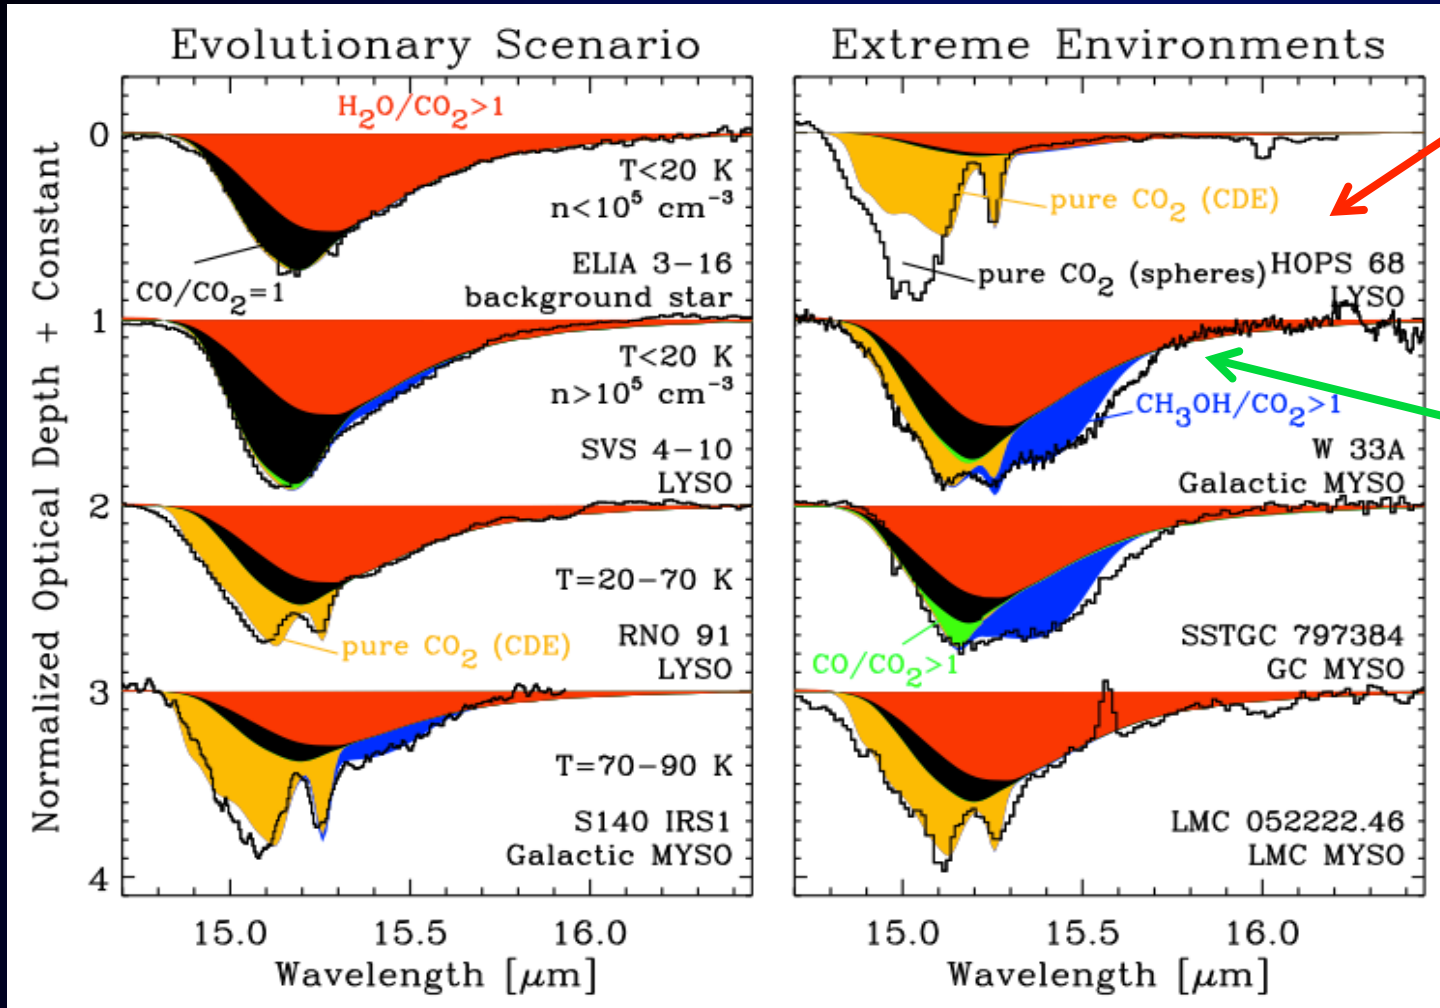 Evolutionary Scenario
Extreme Environments
Normalized Optical Depth + Constant
0
1
2
3
4
H₂O/CO₂>1
T<20 K
n<10⁵ cm⁻³
CO/CO₂=1
ELIA 3−16
background star
T<20 K
n>10⁵ cm⁻³
SVS 4−10
LYSO
T=20−70 K
pure CO₂ (CDE)
RNO 91
LYSO
T=70−90 K
S140 IRS1
Galactic MYSO
15.0 15.5 16.0
Wavelength [μm]
pure CO₂ (CDE)
pure CO₂ (spheres)
HOPS 68
LYSO
CH₃OH/CO₂>1
W 33A
Galactic MYSO
CO/CO₂>1
SSTGC 797384
GC MYSO
LMC 052222.46
LMC MYSO
15.0 15.5 16.0
Wavelength [μm]